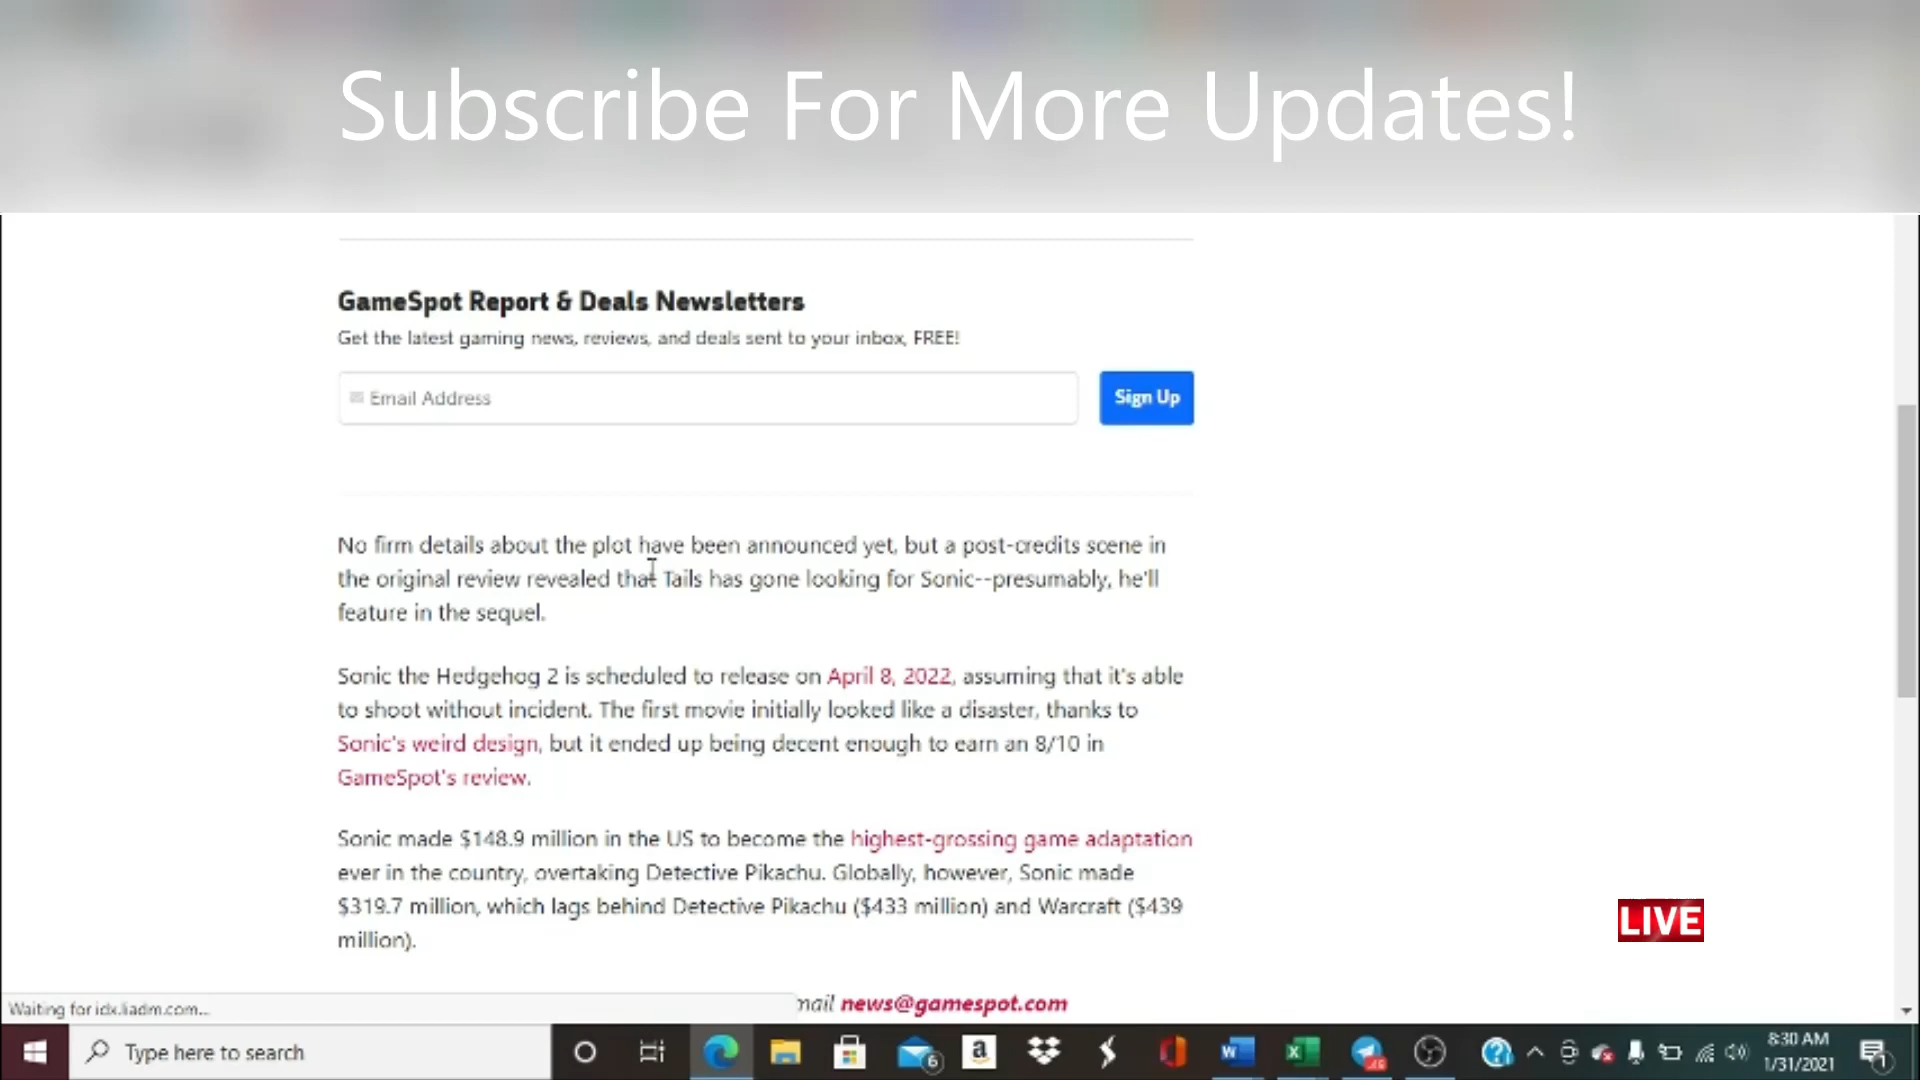 Subscribe For More Updates!
GameSpot Report & Deals Newsletters
Get the latest gaming news, reviews, and deals sent to your inbox, FREE!
Email Address
Sign Up
No firm details about the plot have been announced yet, but a post-credits scene in
the original review revealed that Tails has gone looking for Sonic--presumably, he'll
feature in the sequel.
Sonic the Hedgehog 2 is scheduled to release on April 8, 2022, assuming that it's able
to shoot without incident. The first movie initially looked like a disaster, thanks to
Sonic's weird design, but it ended up being decent enough to earn an 8/10 in
GameSpot's review.
Sonic made $148.9 million in the US to become the highest-grossing game adaptation
ever in the country, overtaking Detective Pikachu. Globally, however, Sonic made
$319.7 million, which lags behind Detective Pikachu ($433 million) and Warcraft ($439
million).
LIVE
mail news@gamespot.com
Waiting for idx.liadm.com...
Type here to search
6
a
W
X
8:30 AM
1/31/2021
1